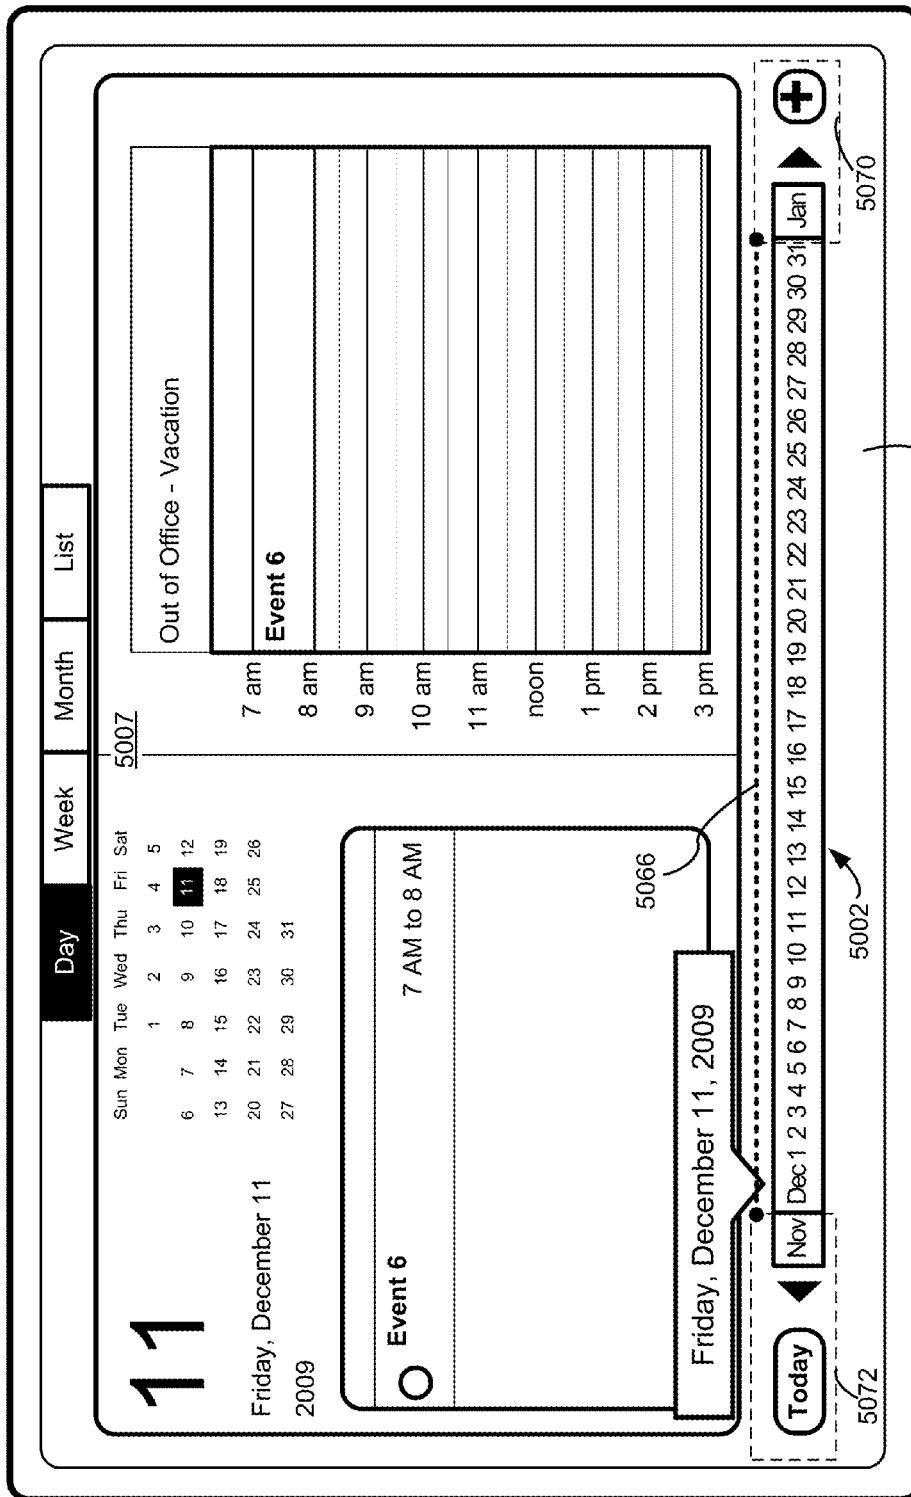 Day Week Month List
11
Friday, December 11
2009
Sun Mon Tue Wed Thu Fri Sat
1 2 3 4 5
6 7 8 9 10 11 12
13 14 15 16 17 18 19
20 21 22 23 24 25 26
27 28 29 30 31
5007
Event 6 7 AM to 8 AM
Out of Office - Vacation
7 am
Event 6
8 am
9 am
10 am
11 am
noon
1 pm
2 pm
3 pm
Friday, December 11, 2009
5066
Today Nov Dec 1 2 3 4 5 6 7 8 9 10 11 12 13 14 15 16 17 18 19 20 21 22 23 24 25 26 27 28 29 30 31 Jan +
5072
5002
5070